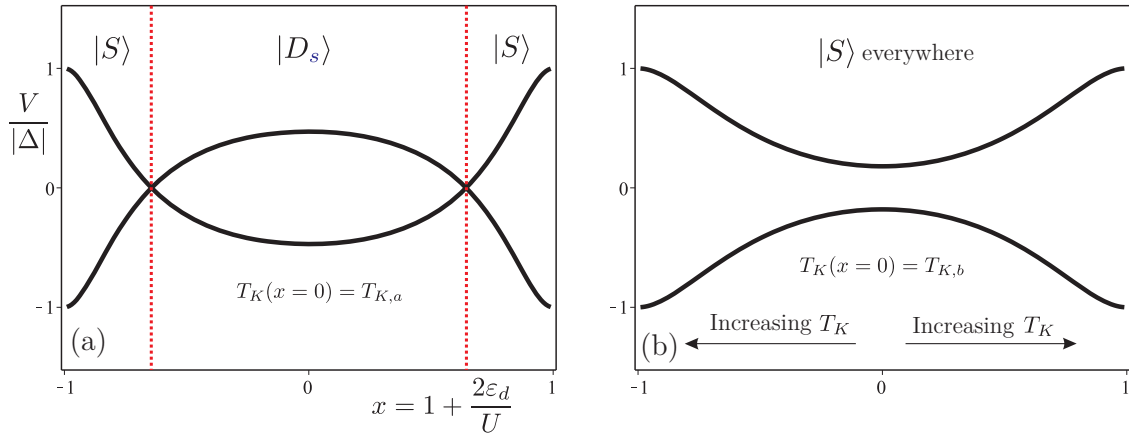 |S⟩
|D_s⟩
|S⟩
1
V/|Δ|
0
T_K(x = 0) = T_{K,a}
−1
(a)
-1
0
1
x = 1 + 2ε_d/U
|S⟩ everywhere
1
0
T_K(x = 0) = T_{K,b}
−1
Increasing T_K
Increasing T_K
(b)
-1
0
1